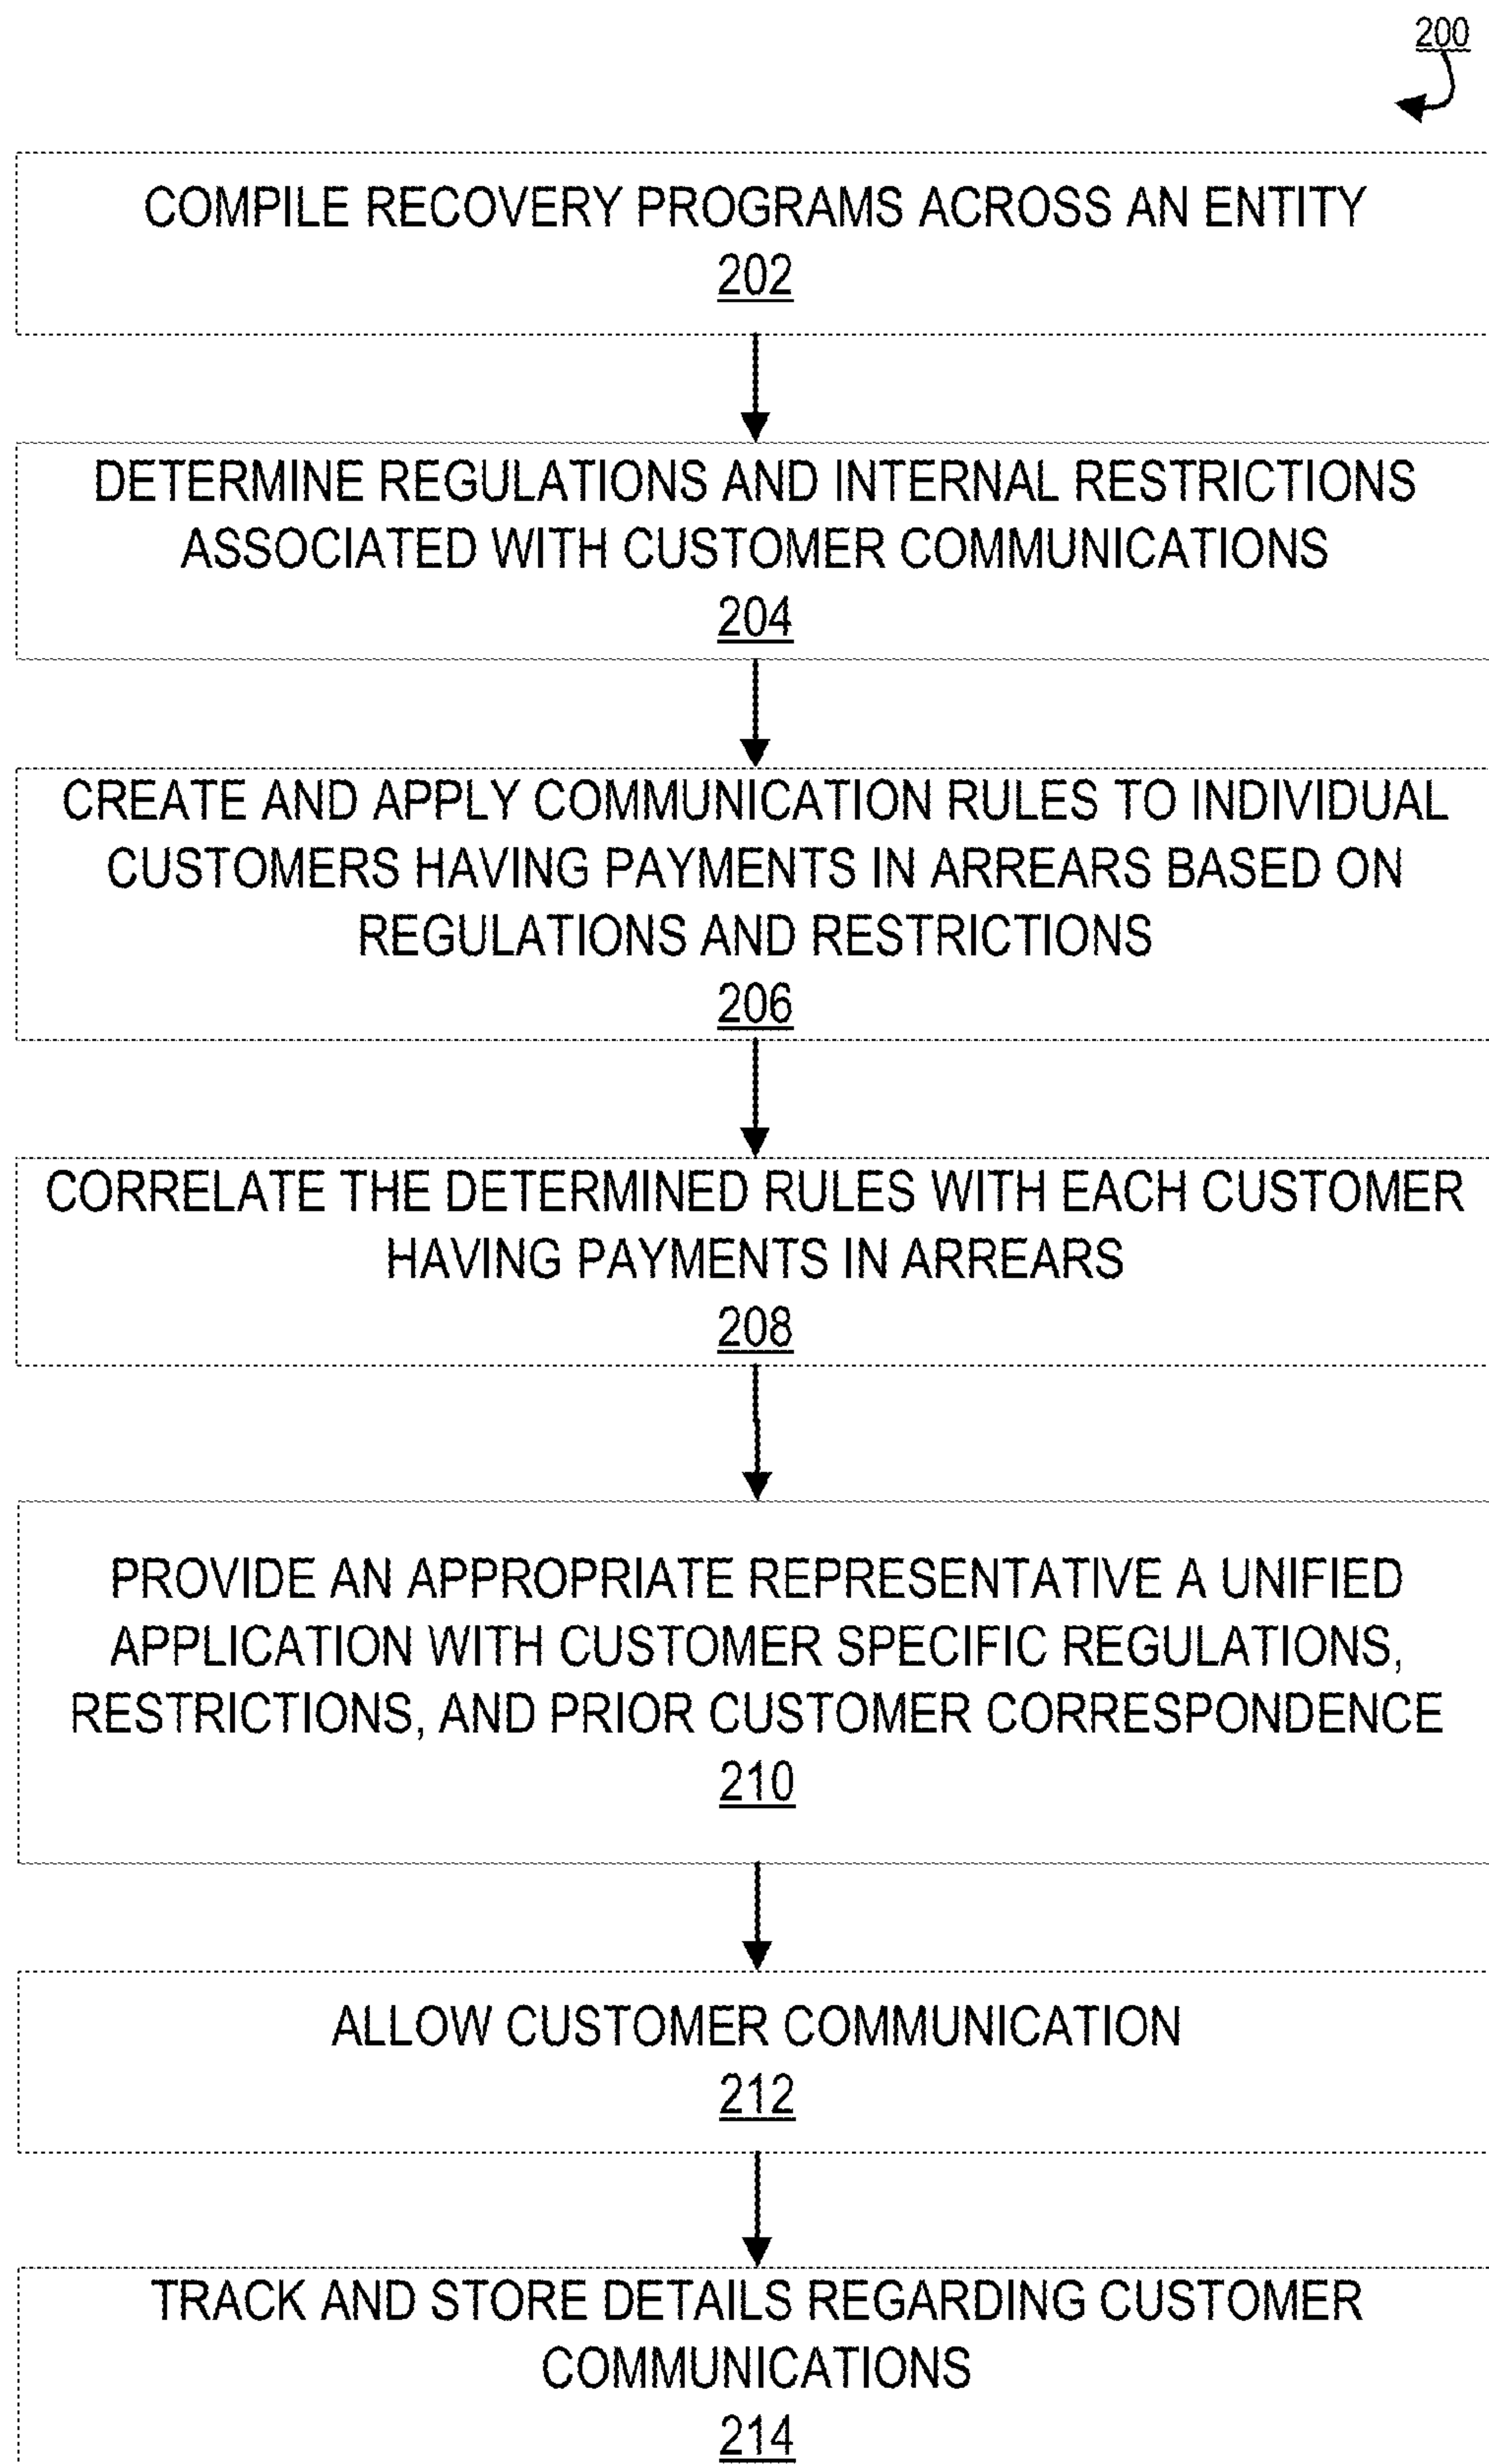 200
COMPILE RECOVERY PROGRAMS ACROSS AN ENTITY
202
DETERMINE REGULATIONS AND INTERNAL RESTRICTIONS
ASSOCIATED WITH CUSTOMER COMMUNICATIONS
204
CREATE AND APPLY COMMUNICATION RULES TO INDIVIDUAL
CUSTOMERS HAVING PAYMENTS IN ARREARS BASED ON
REGULATIONS AND RESTRICTIONS
206
CORRELATE THE DETERMINED RULES WITH EACH CUSTOMER
HAVING PAYMENTS IN ARREARS
208
PROVIDE AN APPROPRIATE REPRESENTATIVE A UNIFIED
APPLICATION WITH CUSTOMER SPECIFIC REGULATIONS,
RESTRICTIONS, AND PRIOR CUSTOMER CORRESPONDENCE
210
ALLOW CUSTOMER COMMUNICATION
212
TRACK AND STORE DETAILS REGARDING CUSTOMER
COMMUNICATIONS
214